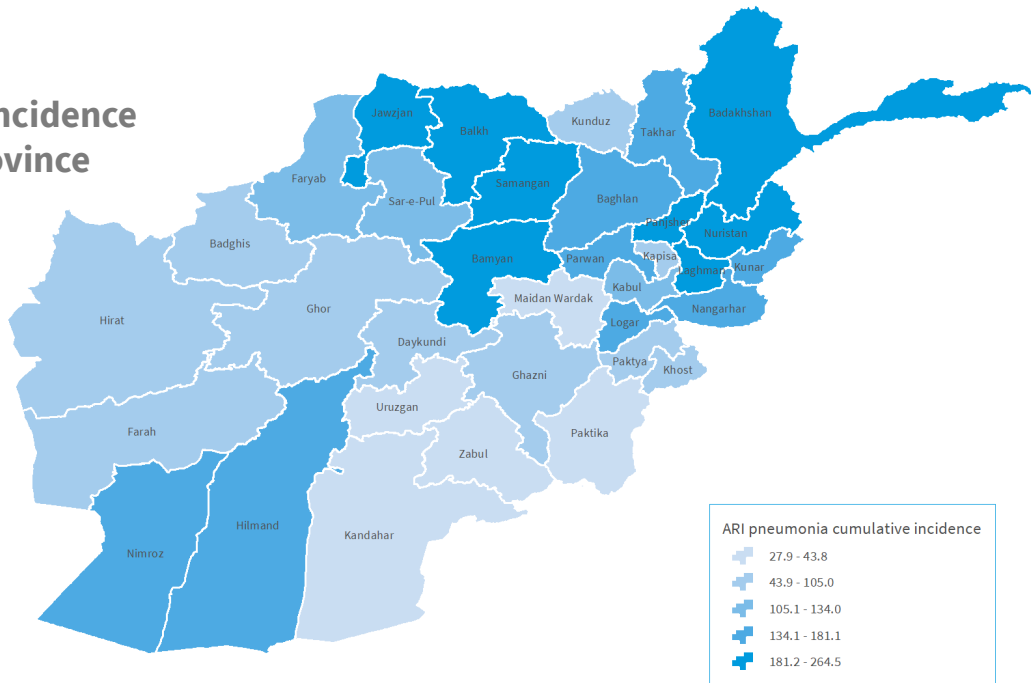 ncidence
ovince
Jawzjan
Balkh
Kunduz
Takhar
Badakhshan
Faryab
Sar-e-Pul
Samangan
Baghlan
Panjsher
Nuristan
Badghis
Bamyan
Parwan
Kapisa
Laghman
Kunar
Kabul
Maidan Wardak
Nangarhar
Hirat
Ghor
Logar
Daykundi
Paktya
Khost
Ghazni
Uruzgan
Farah
Paktika
Zabul
Hilmand
Kandahar
Nimroz
ARI pneumonia cumulative incidence
27.9 - 43.8
43.9 - 105.0
105.1 - 134.0
134.1 - 181.1
181.2 - 264.5